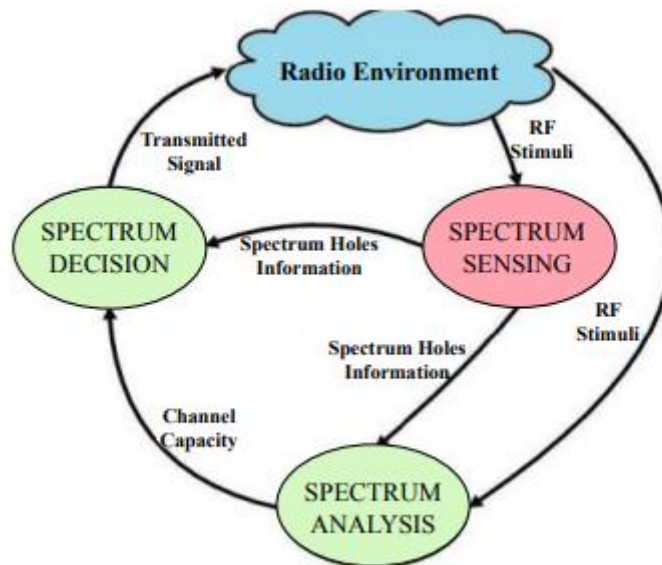 Radio Environment
Transmitted
Signal
RF
Stimuli
SPECTRUM
DECISION
Spectrum Holes
Information
SPECTRUM
SENSING
RF
Stimuli
Spectrum Holes
Information
Channel
Capacity
SPECTRUM
ANALYSIS